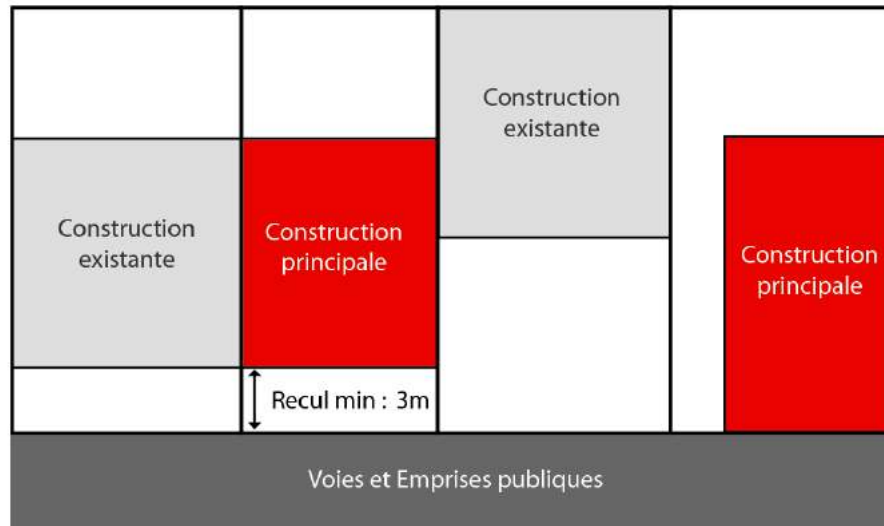 Construction
existante
Construction
existante
Construction
principale
Construction
principale
Recul min : 3m
Voies et Emprises publiques